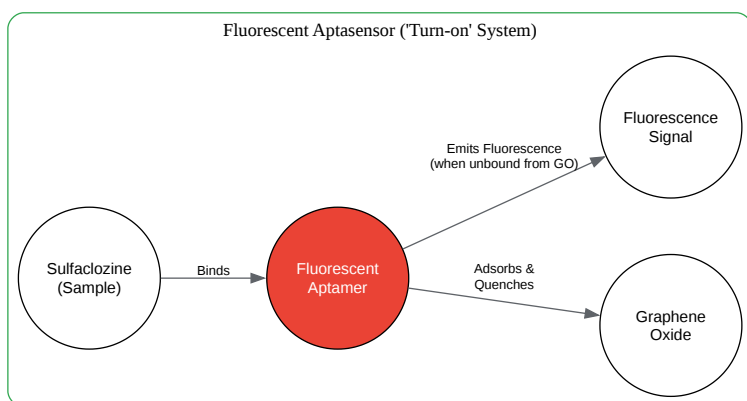 Fluorescent Aptasensor ('Turn-on' System)
Fluorescence
Signal
Emits Fluorescence
(when unbound from GO)
Sulfaclozine
(Sample)
Binds
Fluorescent
Aptamer
Adsorbs &
Quenches
Graphene
Oxide